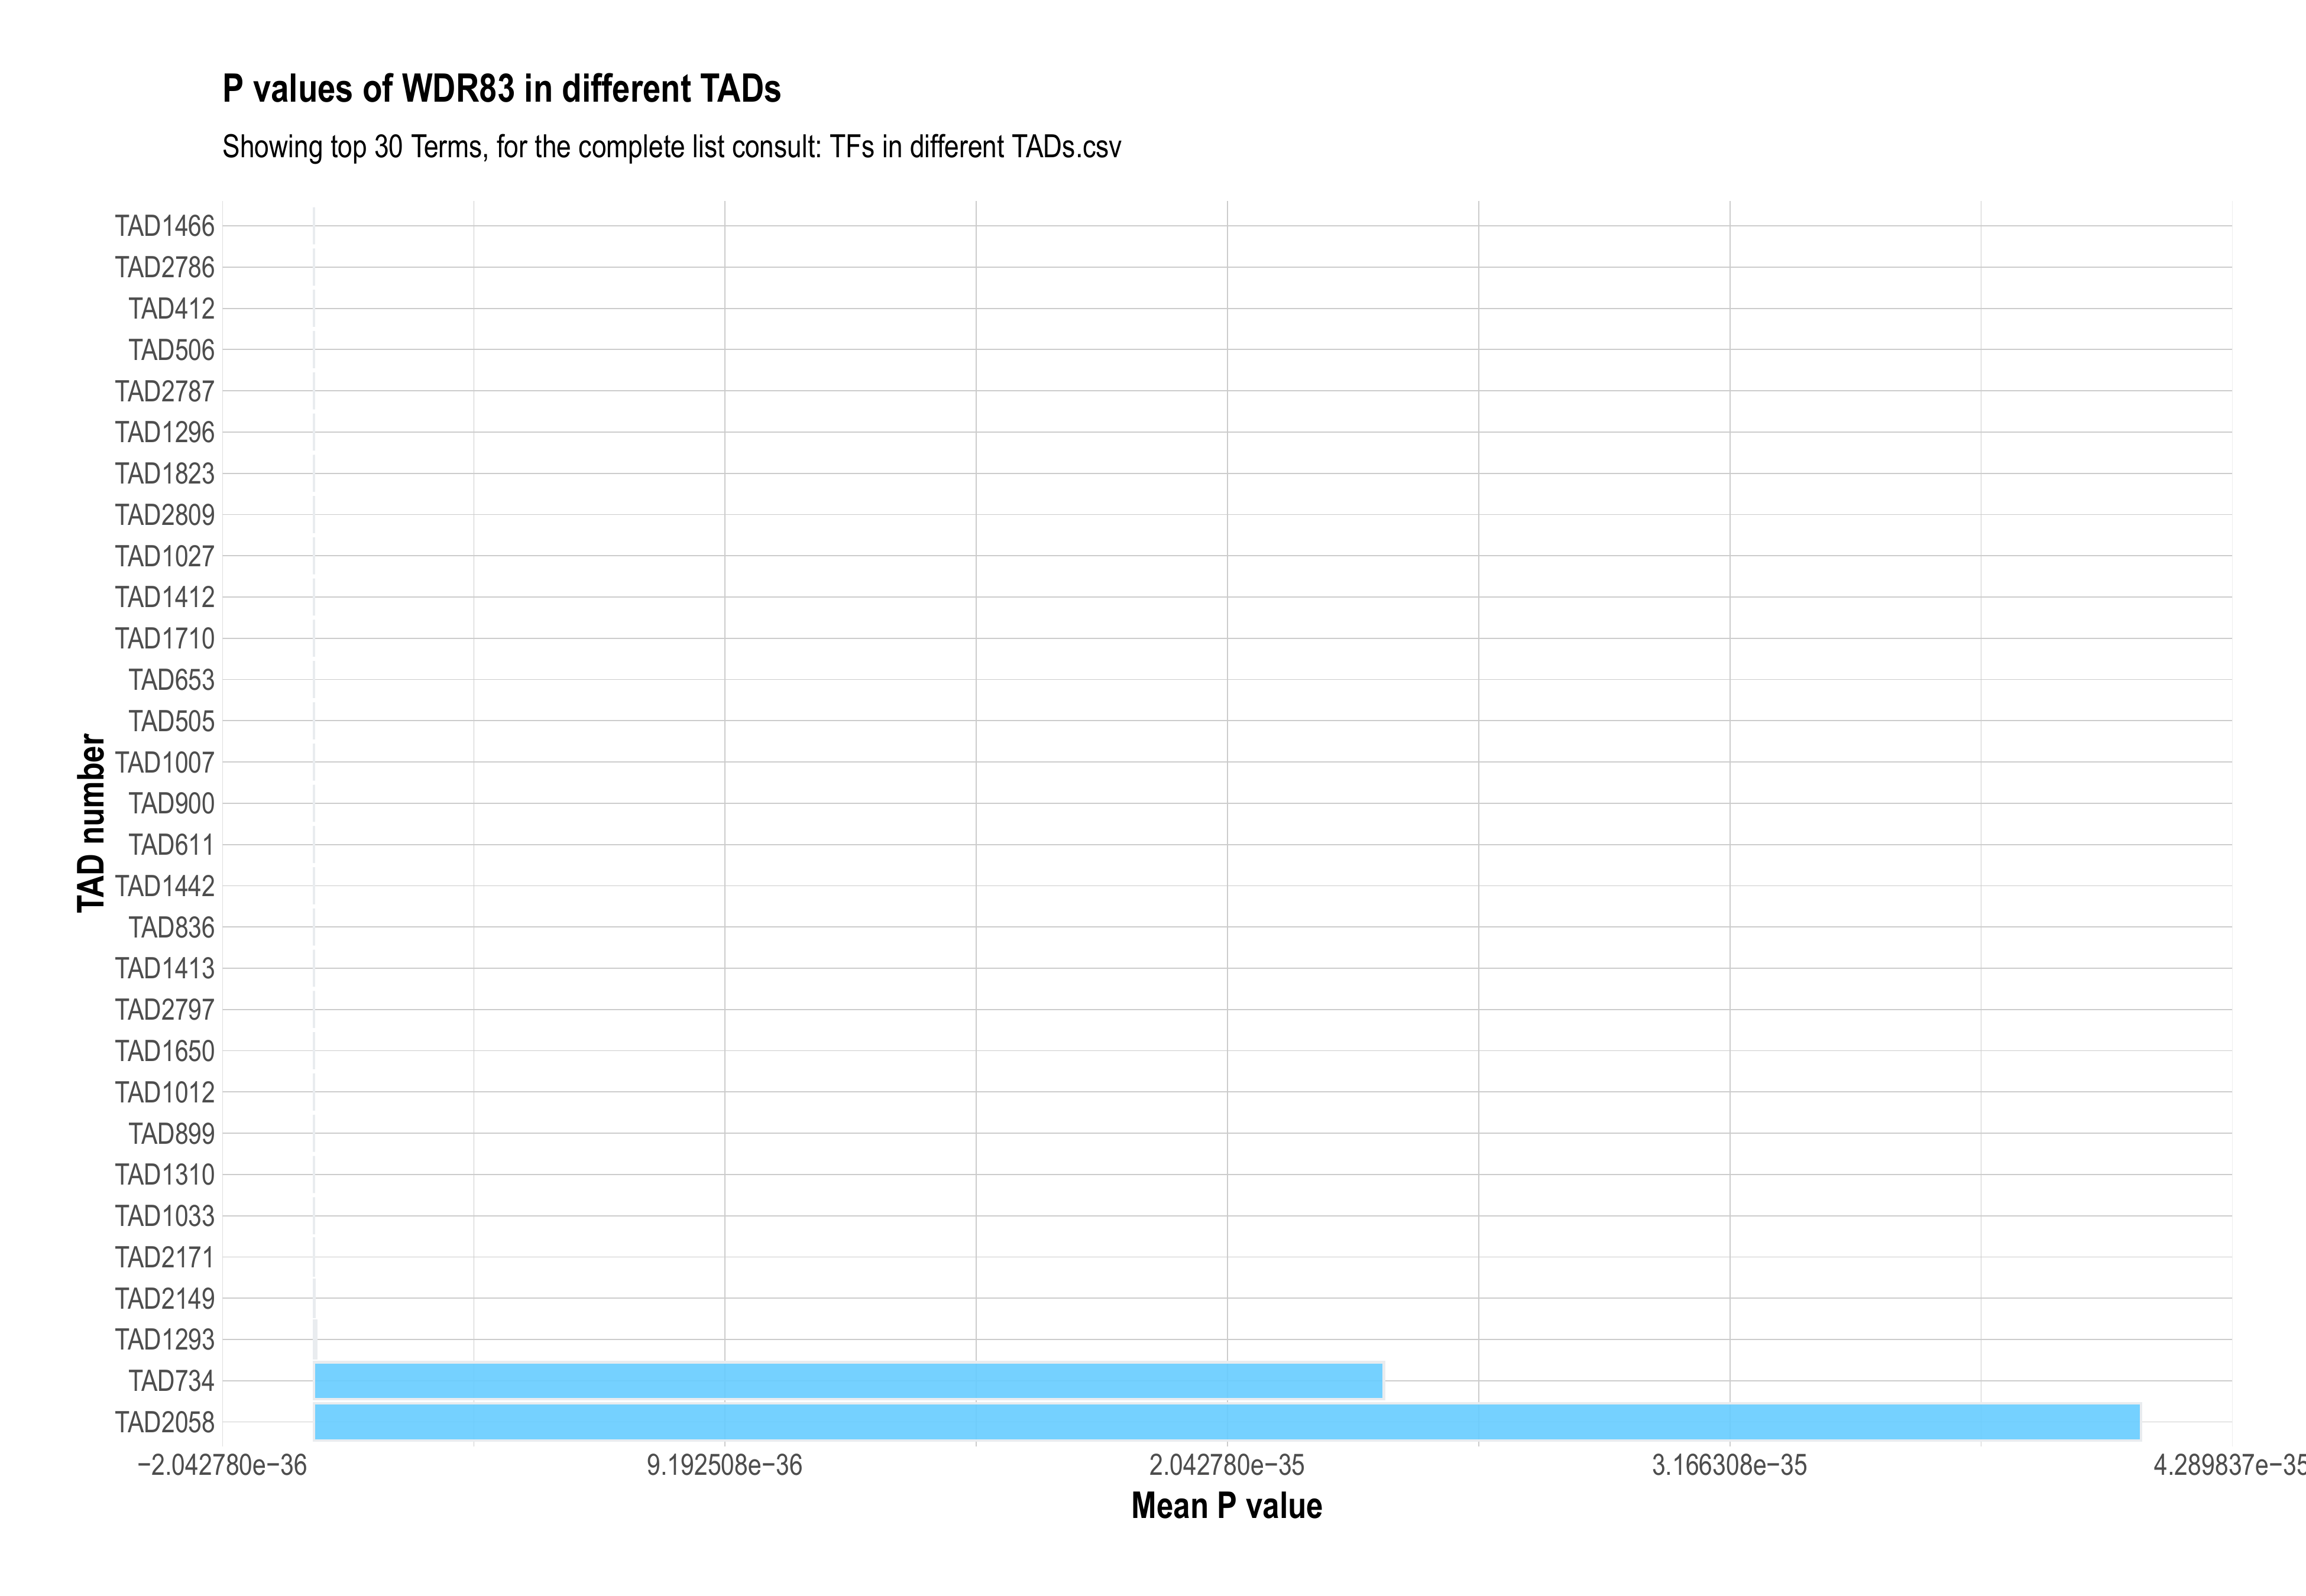 P values of WDR83 in different TADs
Showing top 30 Terms, for the complete list consult: TFs in different TADs.csv
TAD1466
TAD2786
TAD412
TAD506
TAD2787
TAD1296
TAD1823
TAD2809
TAD1027
TAD1412
TAD1710
TAD653
TAD505
TAD1007
TAD900
TAD611
TAD1442
TAD836
TAD1413
TAD2797
TAD1650
TAD1012
TAD899
TAD1310
TAD1033
TAD2171
TAD2149
TAD1293
TAD734
TAD2058
TAD number
−2.042780e−36 9.192508e−36 2.042780e−35 3.166308e−35 4.289837e−35
Mean P value